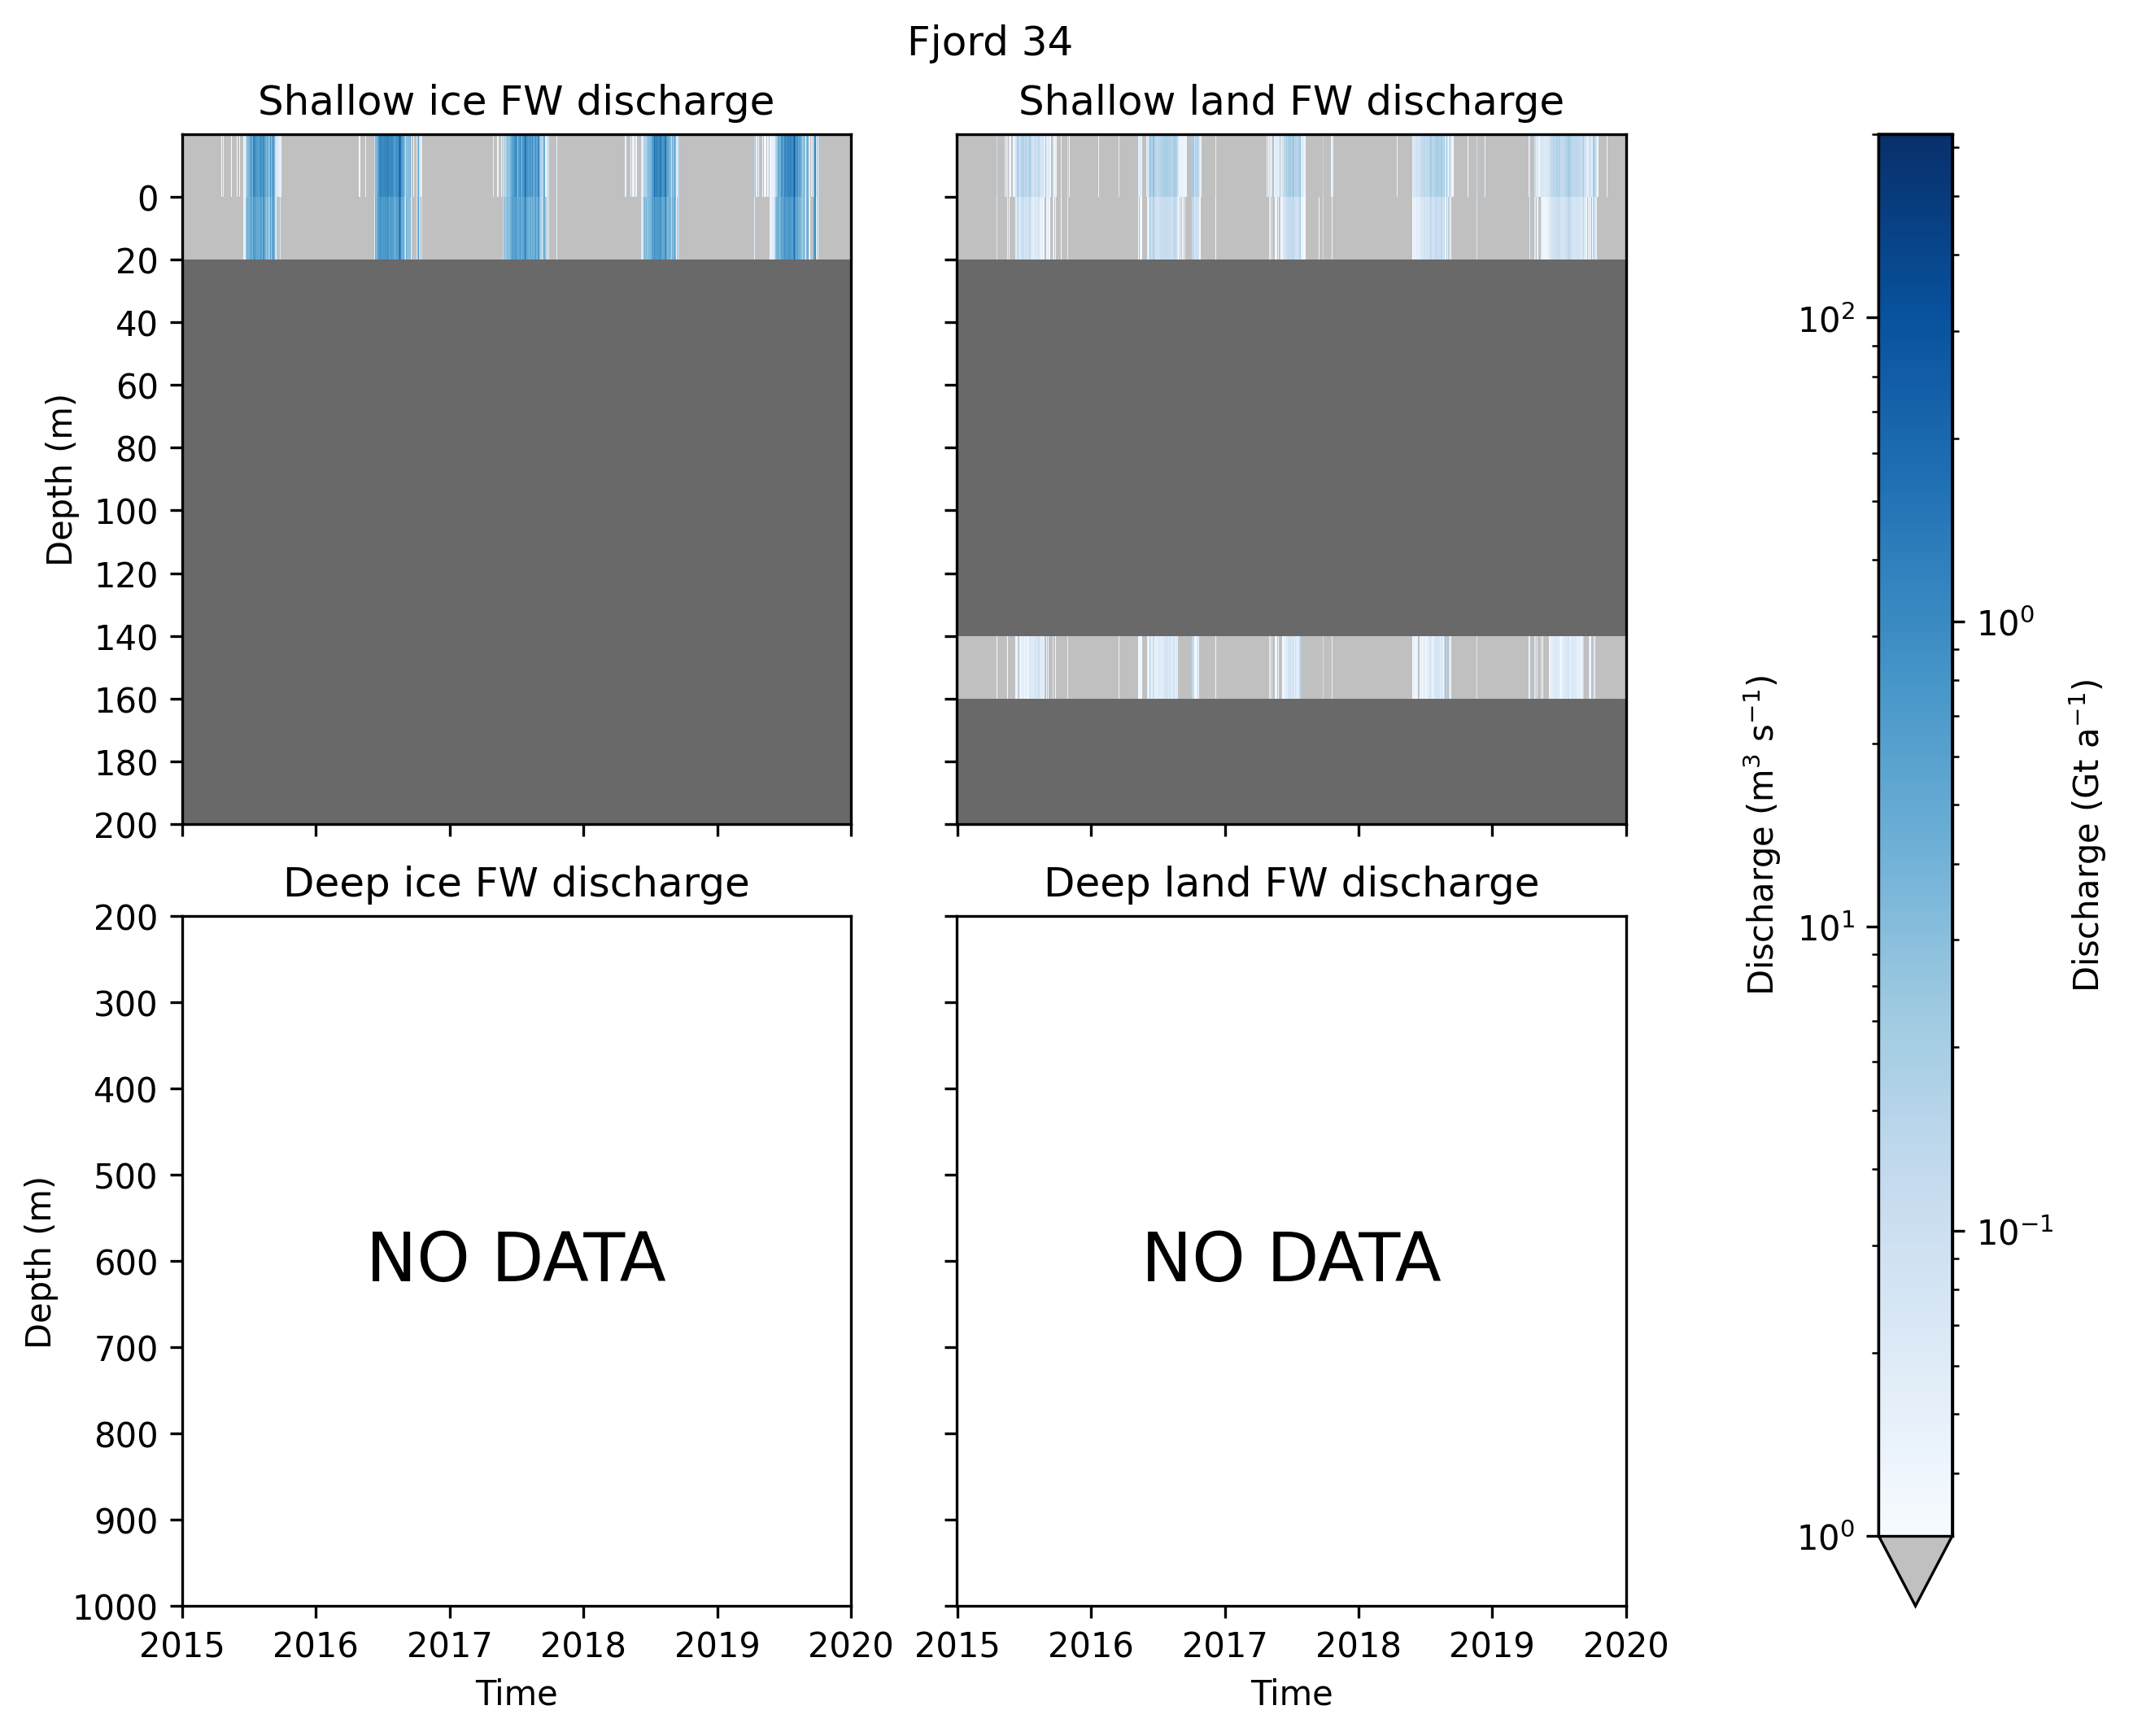 Fjord 34
Shallow ice FW discharge
Shallow land FW discharge
0
20
40
60
80
100
120
140
160
180
200
Depth (m)
Deep ice FW discharge
Deep land FW discharge
200
300
400
500
600
700
800
900
1000
Depth (m)
NO DATA
NO DATA
2015 2016 2017 2018 2019 2020
2015 2016 2017 2018 2019 2020
Time
Time
10²
10¹
10⁰
Discharge (m³ s⁻¹)
10⁰
10⁻¹
Discharge (Gt a⁻¹)